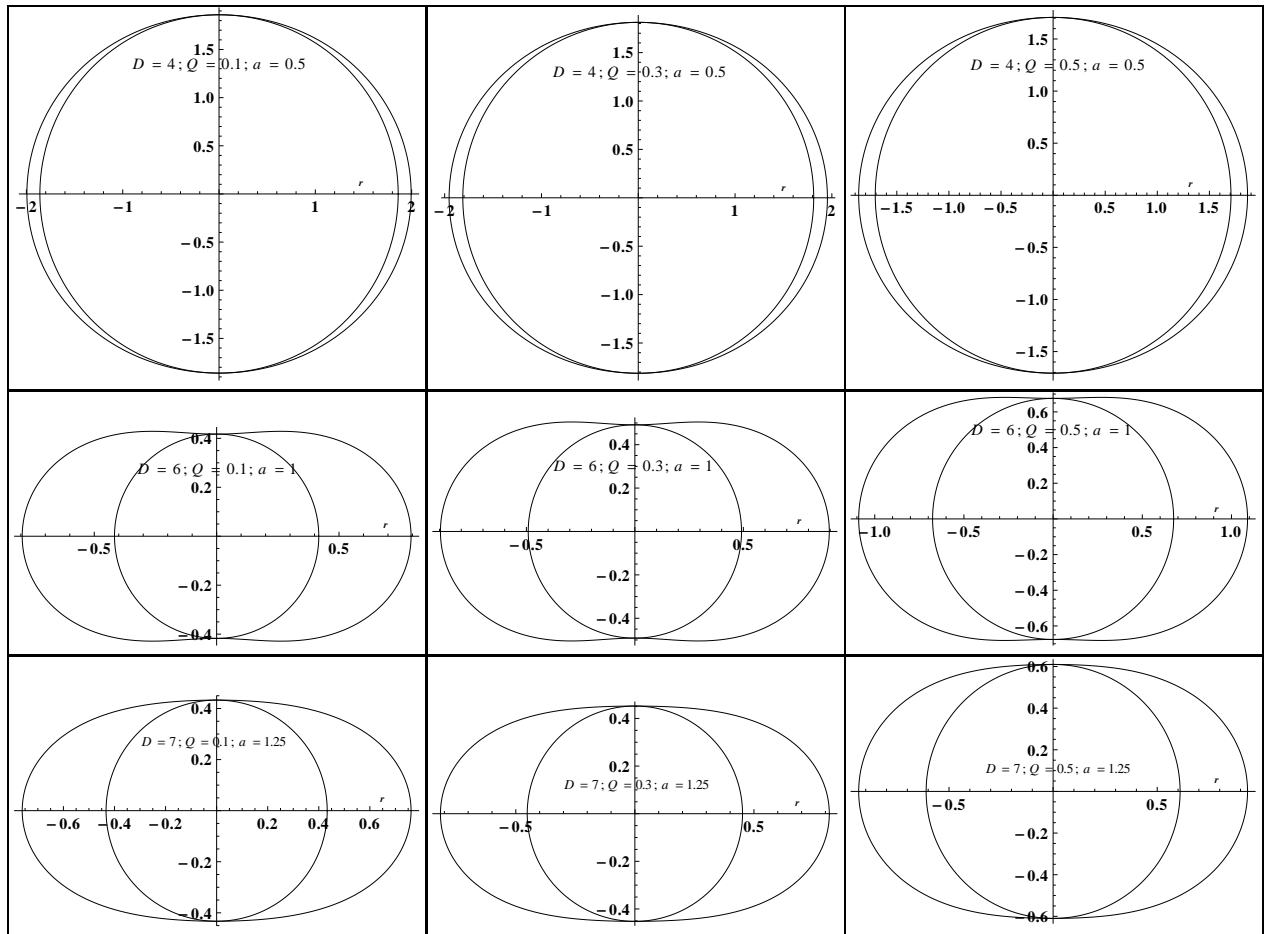 1.5
D = 4; Q = 0.1; a = 0.5
1.0
0.5
r
−2 −1 1 2
−0.5
−1.0
−1.5
1.5
D = 4; Q = 0.3; a = 0.5
1.0
0.5
r
−2 −1 1 2
−0.5
−1.0
−1.5
1.5
D = 4; Q = 0.5; a = 0.5
1.0
0.5
r
−1.5 −1.0 −0.5 0.5 1.0 1.5
−0.5
−1.0
−1.5
0.4
D = 6; Q = 0.1; a = 1
0.2
r
−0.5 0.5
−0.2
−0.4
0.4
D = 6; Q = 0.3; a = 1
0.2
r
−0.5 0.5
−0.2
−0.4
0.6
D = 6; Q = 0.5; a = 1
0.4
0.2
r
−1.0 −0.5 0.5 1.0
−0.2
−0.4
−0.6
0.4
D = 7; Q = 0.1; a = 1.25
0.2
r
−0.6 −0.4 −0.2 0.2 0.4 0.6
−0.2
−0.4
0.4
0.2
D = 7; Q = 0.3; a = 1.25
r
−0.5 0.5
−0.2
−0.4
0.6
0.4
0.2
D = 7; Q = 0.5; a = 1.25
r
−0.5 0.5
−0.2
−0.4
−0.6